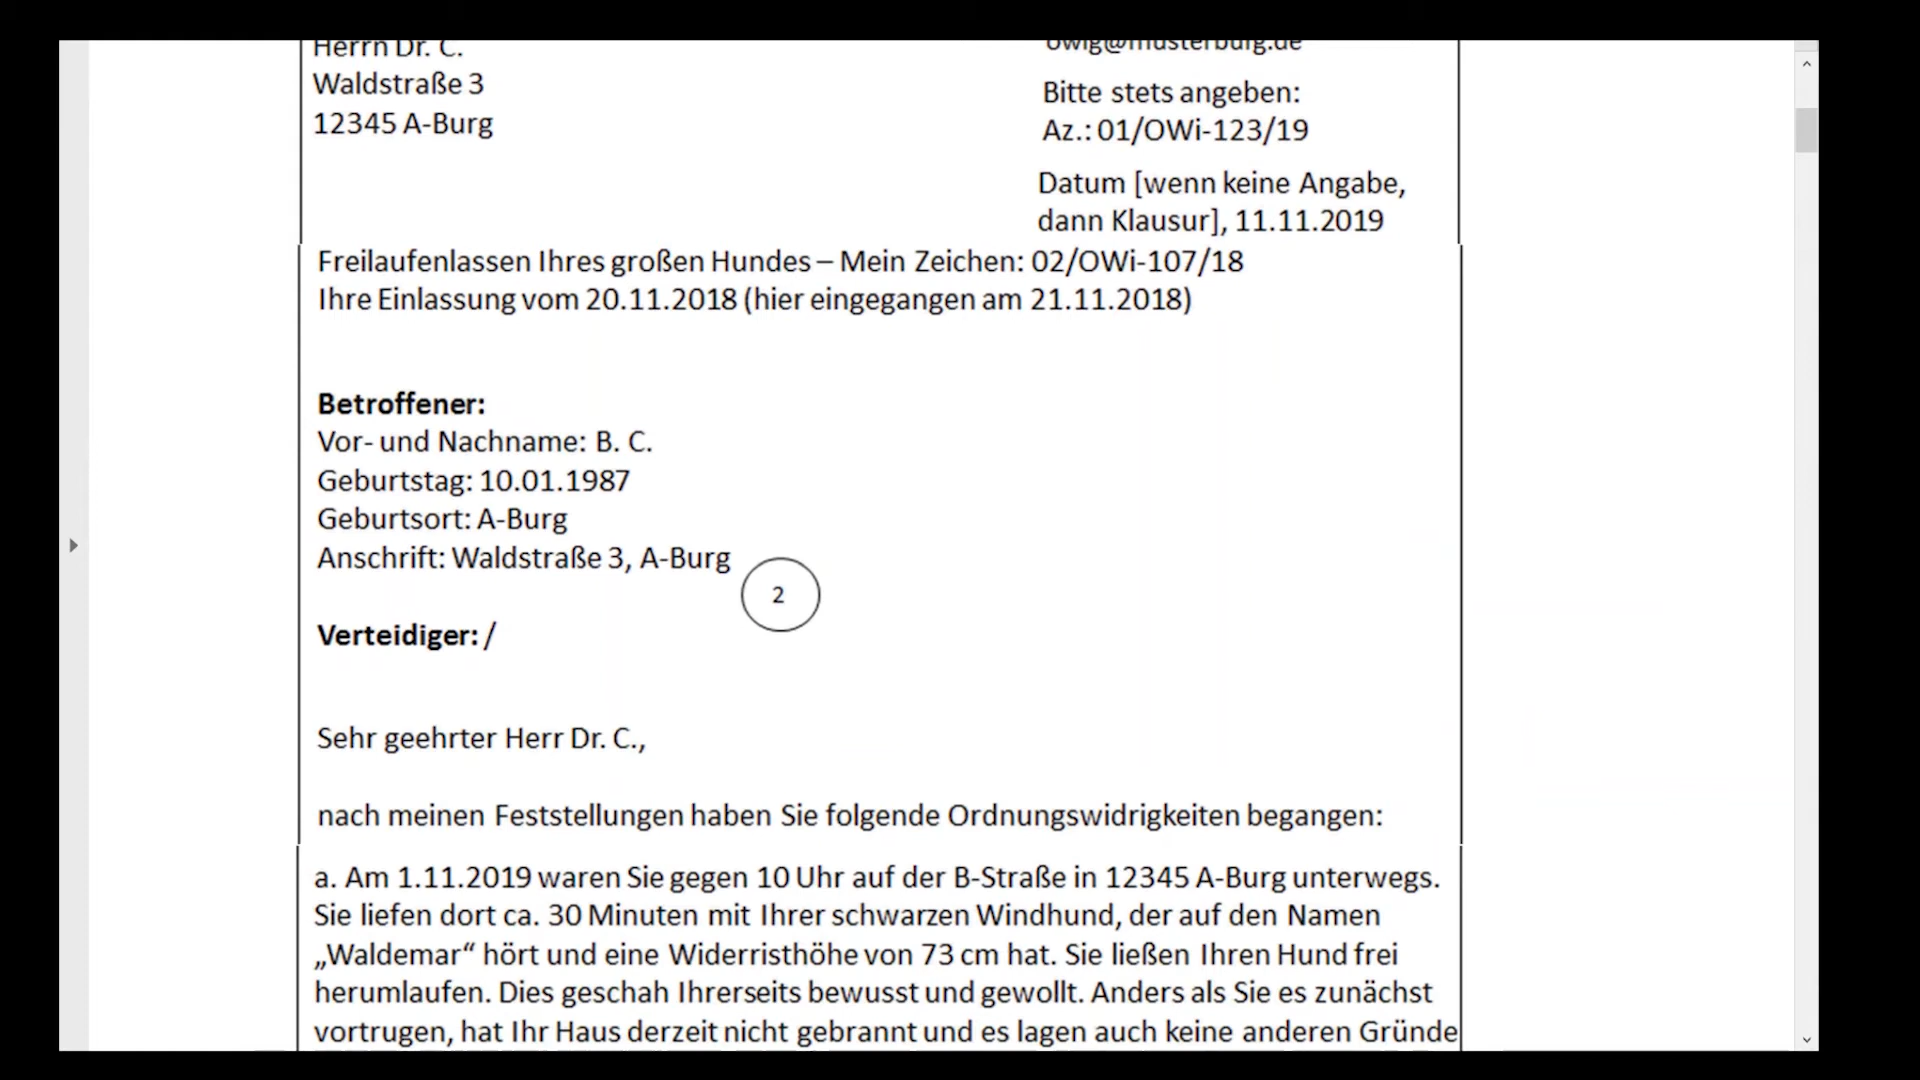 Herrn Dr. C.
Waldstraße 3
12345 A-Burg
owig@musterburg.de
Bitte stets angeben:
Az.: 01/OWi-123/19
Datum [wenn keine Angabe,
dann Klausur], 11.11.2019
Freilaufenlassen Ihres großen Hundes – Mein Zeichen: 02/OWi-107/18
Ihre Einlassung vom 20.11.2018 (hier eingegangen am 21.11.2018)
Betroffener:
Vor- und Nachname: B. C.
Geburtstag: 10.01.1987
Geburtsort: A-Burg
Anschrift: Waldstraße 3, A-Burg
2
Verteidiger: /
Sehr geehrter Herr Dr. C.,
nach meinen Feststellungen haben Sie folgende Ordnungswidrigkeiten begangen:
a. Am 1.11.2019 waren Sie gegen 10 Uhr auf der B-Straße in 12345 A-Burg unterwegs.
Sie liefen dort ca. 30 Minuten mit Ihrer schwarzen Windhund, der auf den Namen
„Waldemar“ hört und eine Widerristhöhe von 73 cm hat. Sie ließen Ihren Hund frei
herumlaufen. Dies geschah Ihrerseits bewusst und gewollt. Anders als Sie es zunächst
vortrugen, hat Ihr Haus derzeit nicht gebrannt und es lagen auch keine anderen Gründe